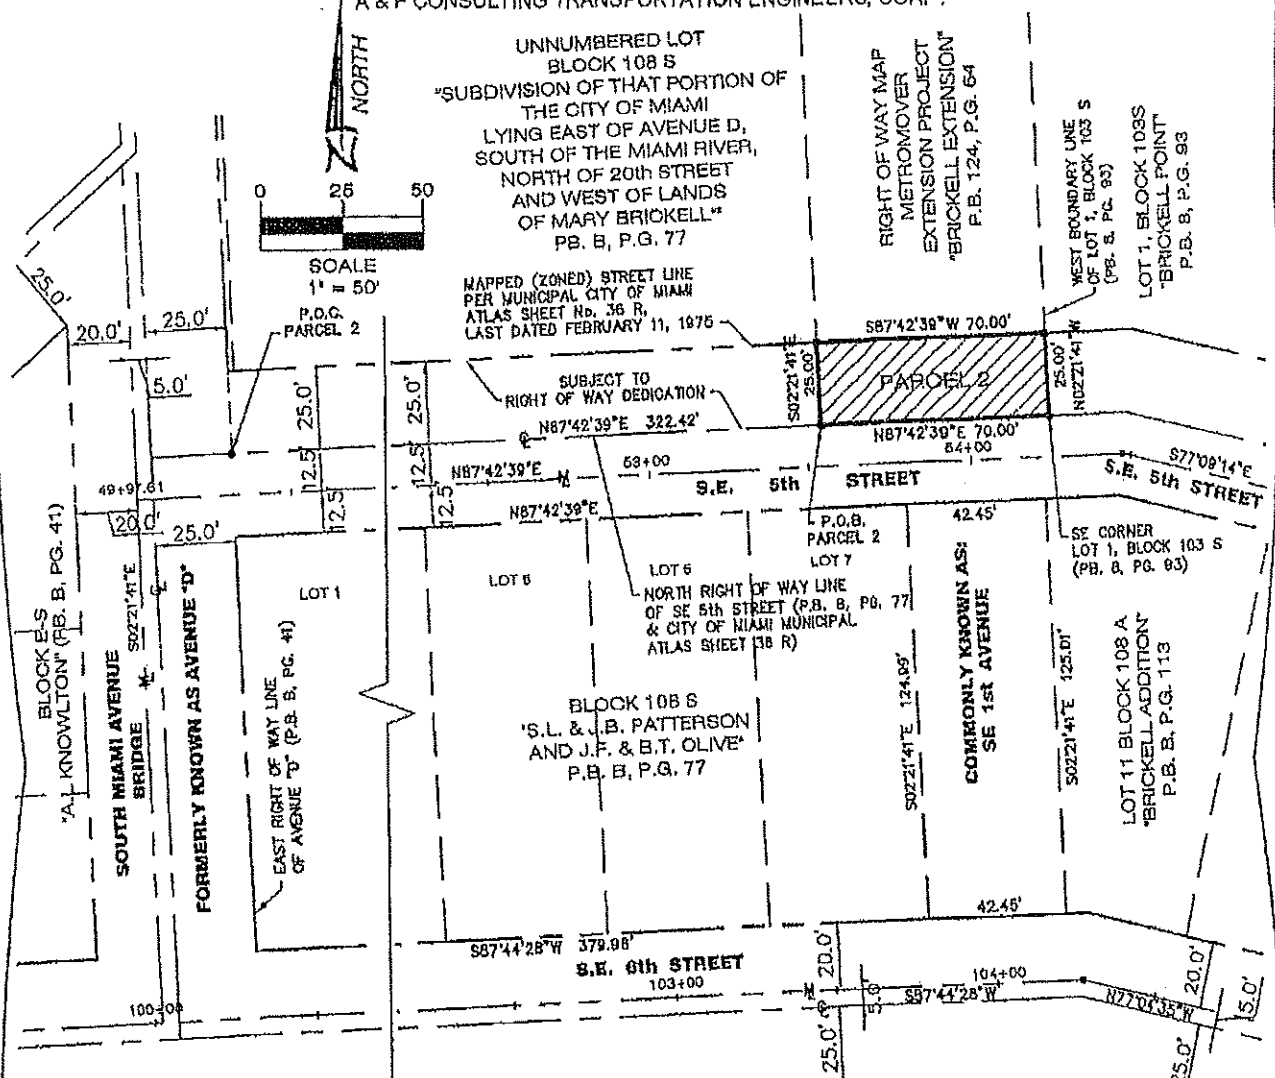 A & P CONSULTING TRANSPORTATION ENGINEERS, CORP.
NORTH
UNNUMBERED LOT
BLOCK 108 S
"SUBDIVISION OF THAT PORTION OF
THE CITY OF MIAMI
LYING EAST OF AVENUE D,
SOUTH OF THE MIAMI RIVER,
NORTH OF 20th STREET
AND WEST OF LANDS
OF MARY BRICKELL"
PB. B, P.G. 77
RIGHT OF WAY MAP
METROMOVER
EXTENSION PROJECT
"BRICKELL EXTENSION"
P.B. 124, P.G. 64
WEST BOUNDARY LINE
OF LOT 1, BLOCK 103 S
(PB. 8, PG. 93)
LOT 1, BLOCK 103S
"BRICKELL POINT"
P.B. 8, P.G. 93
0 25 50
SCALE
1" = 50'
P.O.C.
PARCEL 2
MAPPED (ZONED) STREET LINE
PER MUNICIPAL CITY OF MIAMI
ATLAS SHEET No. 36 R,
LAST DATED FEBRUARY 11, 1975
25.0'
20.0'
25.0'
5.0'
S87°42'39"W 70.00'
S02°21'41"E
25.00'
PARCEL 2
25.00'
N02°21'41"W
SUBJECT TO
RIGHT OF WAY DEDICATION
25.0'
25.0'
N87°42'39"E 322.42'
N87°42'39"E 70.00'
12.5'
12.5'
N87°42'39"E
53+00
54+00
S77°09'14"E
S.E. 5th STREET
S.E. 5th STREET
49+97.61
12.5'
12.5'
N87°42'39"E
20.0'
25.0'
P.O.B.
PARCEL 2
42.45'
SE CORNER
LOT 1, BLOCK 103 S
(PB. 8, PG. 93)
LOT 1
LOT 5
LOT 6
LOT 7
NORTH RIGHT OF WAY LINE
OF SE 5th STREET (P.B. B, PG. 77
& CITY OF MIAMI MUNICIPAL
ATLAS SHEET 36 R)
BLOCK B-S
"A.L. KNOWLTON" (P.B. B, PG. 41)
SOUTH MIAMI AVENUE
BRIDGE
S02°21'41"E
FORMERLY KNOWN AS AVENUE "D"
EAST RIGHT OF WAY LINE
OF AVENUE "D" (P.B. B, PG. 41)
BLOCK 108 S
"S.L. & J.B. PATTERSON
AND J.F. & B.T. OLIVE"
P.B. B, P.G. 77
S02°21'41"E 124.99'
COMMONLY KNOWN AS:
SE 1st AVENUE
S02°21'41"E 125.01'
LOT 11 BLOCK 108 A
"BRICKELL ADDITION"
P.B. B, P.G. 113
42.45'
S87°44'28"W 379.98'
S.E. 6th STREET
100+00
103+00
104+00
20.0'
5.0
S87°44'28"W
N77°04'35"W
20.0'
5.0'
25.0'
25.0'